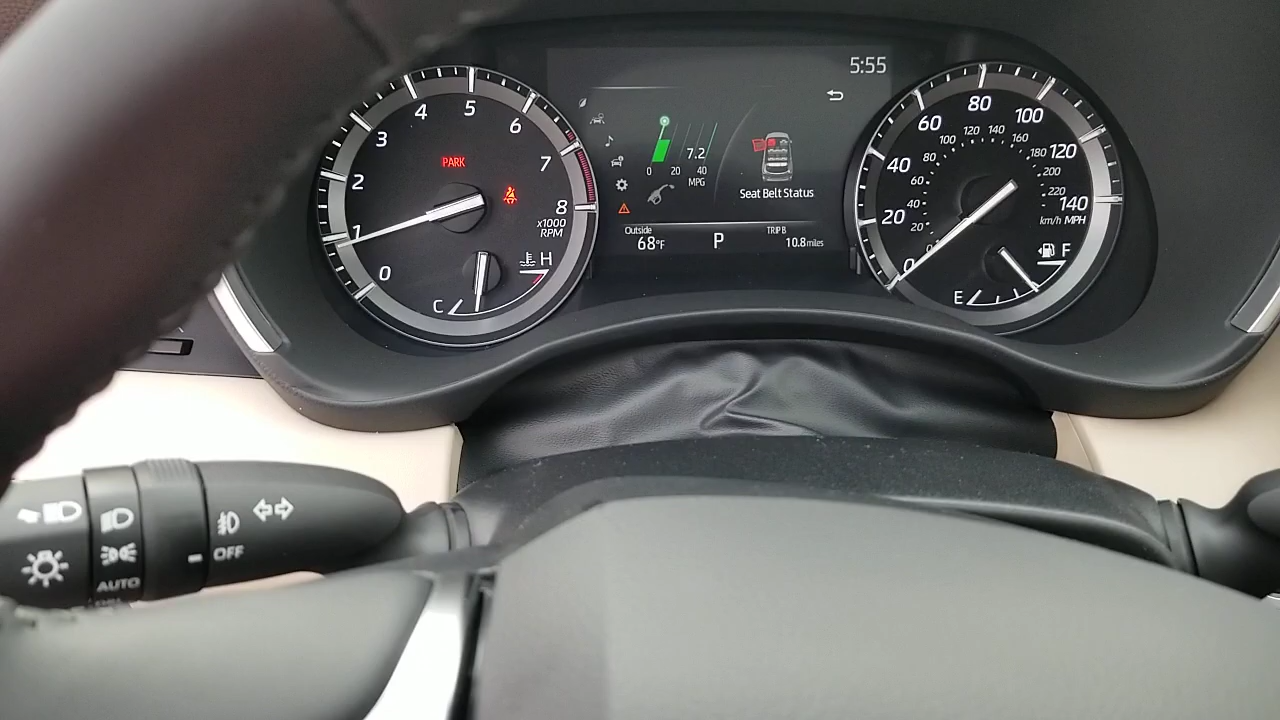 5:55
0 1 2 3 4 5 6 7 8
x1000
RPM
PARK
C H
7.2
0 20 40
MPG
Seat Belt Status
Outside
68°F
P
TRIP B
10.8 miles
0 20 40 60 80 100 120 140
20 40 60 80 100 120 140 160 180 200 220
km/h MPH
E F
OFF
AUTO